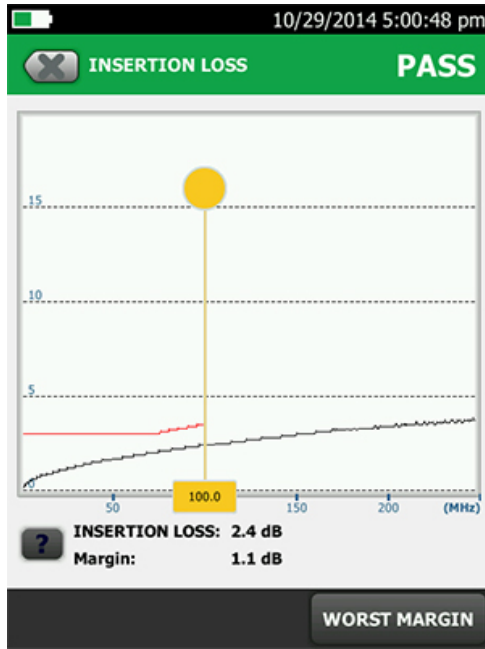 10/29/2014 5:00:48 pm
INSERTION LOSS PASS
15
10
5
0
50 100.0 150 200 (MHz)
? INSERTION LOSS: 2.4 dB
Margin: 1.1 dB
WORST MARGIN